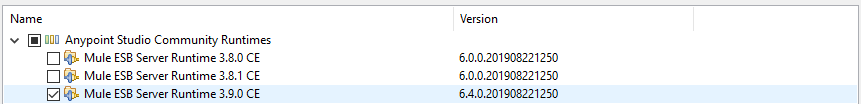 Name Version
Anypoint Studio Community Runtimes
Mule ESB Server Runtime 3.8.0 CE 6.0.0.201908221250
Mule ESB Server Runtime 3.8.1 CE 6.0.0.201908221250
Mule ESB Server Runtime 3.9.0 CE 6.4.0.201908221250